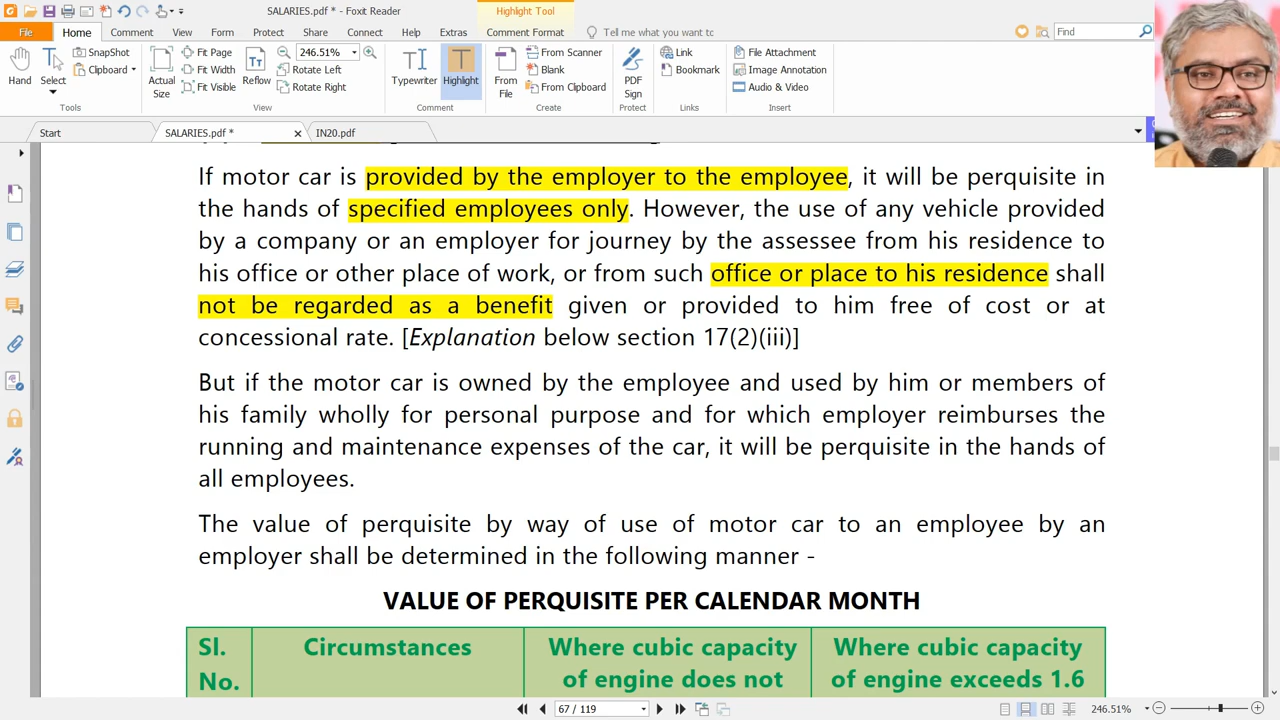 SALARIES.pdf * - Foxit Reader
Highlight Tool
File Home Comment View Form Protect Share Connect Help Extras Comment Format Tell me what you want tc Find
Hand
Select
SnapShot
Clipboard
Tools
Actual
Size
Fit Page
Fit Width
Fit Visible
Reflow
246.51%
Rotate Left
Rotate Right
View
Typewriter
Highlight
Comment
From
File
From Scanner
Blank
From Clipboard
Create
PDF
Sign
Protect
Link
Bookmark
Links
File Attachment
Image Annotation
Audio & Video
Insert
Start SALARIES.pdf * IN20.pdf
If motor car is provided by the employer to the employee, it will be perquisite in
the hands of specified employees only. However, the use of any vehicle provided
by a company or an employer for journey by the assessee from his residence to
his office or other place of work, or from such office or place to his residence shall
not be regarded as a benefit given or provided to him free of cost or at
concessional rate. [Explanation below section 17(2)(iii)]
But if the motor car is owned by the employee and used by him or members of
his family wholly for personal purpose and for which employer reimburses the
running and maintenance expenses of the car, it will be perquisite in the hands of
all employees.
The value of perquisite by way of use of motor car to an employee by an
employer shall be determined in the following manner -
VALUE OF PERQUISITE PER CALENDAR MONTH
Sl.
No.
Circumstances
Where cubic capacity
of engine does not
Where cubic capacity
of engine exceeds 1.6
67 / 119
246.51%